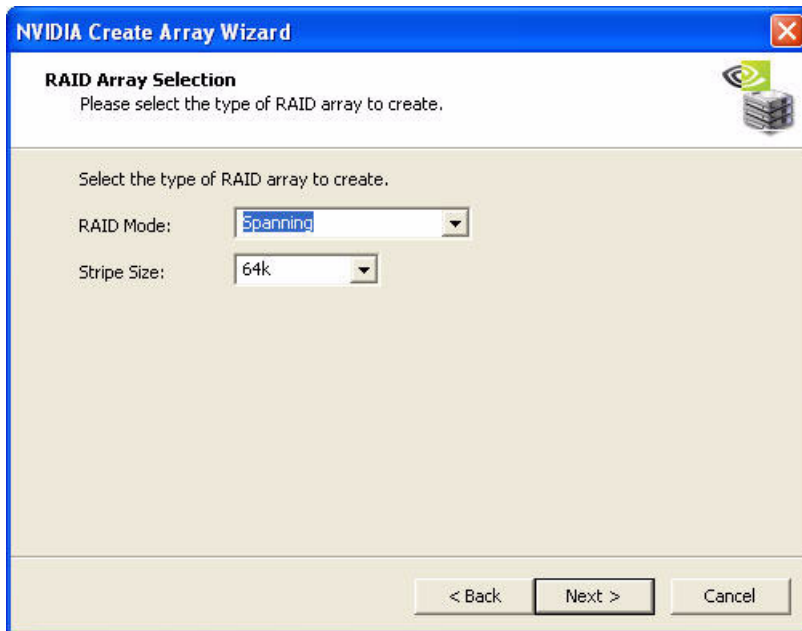 NVIDIA Create Array Wizard
RAID Array Selection
Please select the type of RAID array to create.
Select the type of RAID array to create.
RAID Mode: Spanning
Stripe Size: 64k
< Back Next > Cancel